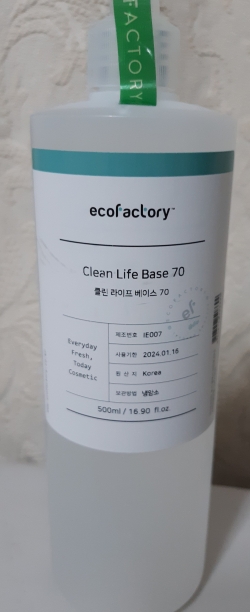 FACTORY
ecofactory™
Clean Life Base 70
클린 라이프 베이스 70
Everyday
Fresh,
Today
Cosmetic
제조번호 IE007
사용기한 2024.01.16
원 산 지 Korea
보관방법 냉암소
500ml / 16.90 fl.oz.